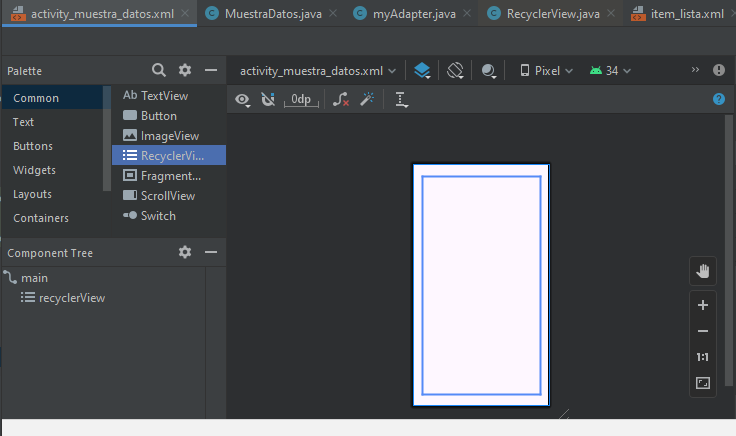 activity_muestra_datos.xml
MuestraDatos.java
myAdapter.java
RecyclerView.java
item_lista.xml
Palette
activity_muestra_datos.xml
Pixel
34
Common
Text
Buttons
Widgets
Layouts
Containers
Ab TextView
Button
ImageView
RecyclerVi...
Fragment...
ScrollView
Switch
0dp
Component Tree
main
recyclerView
1:1